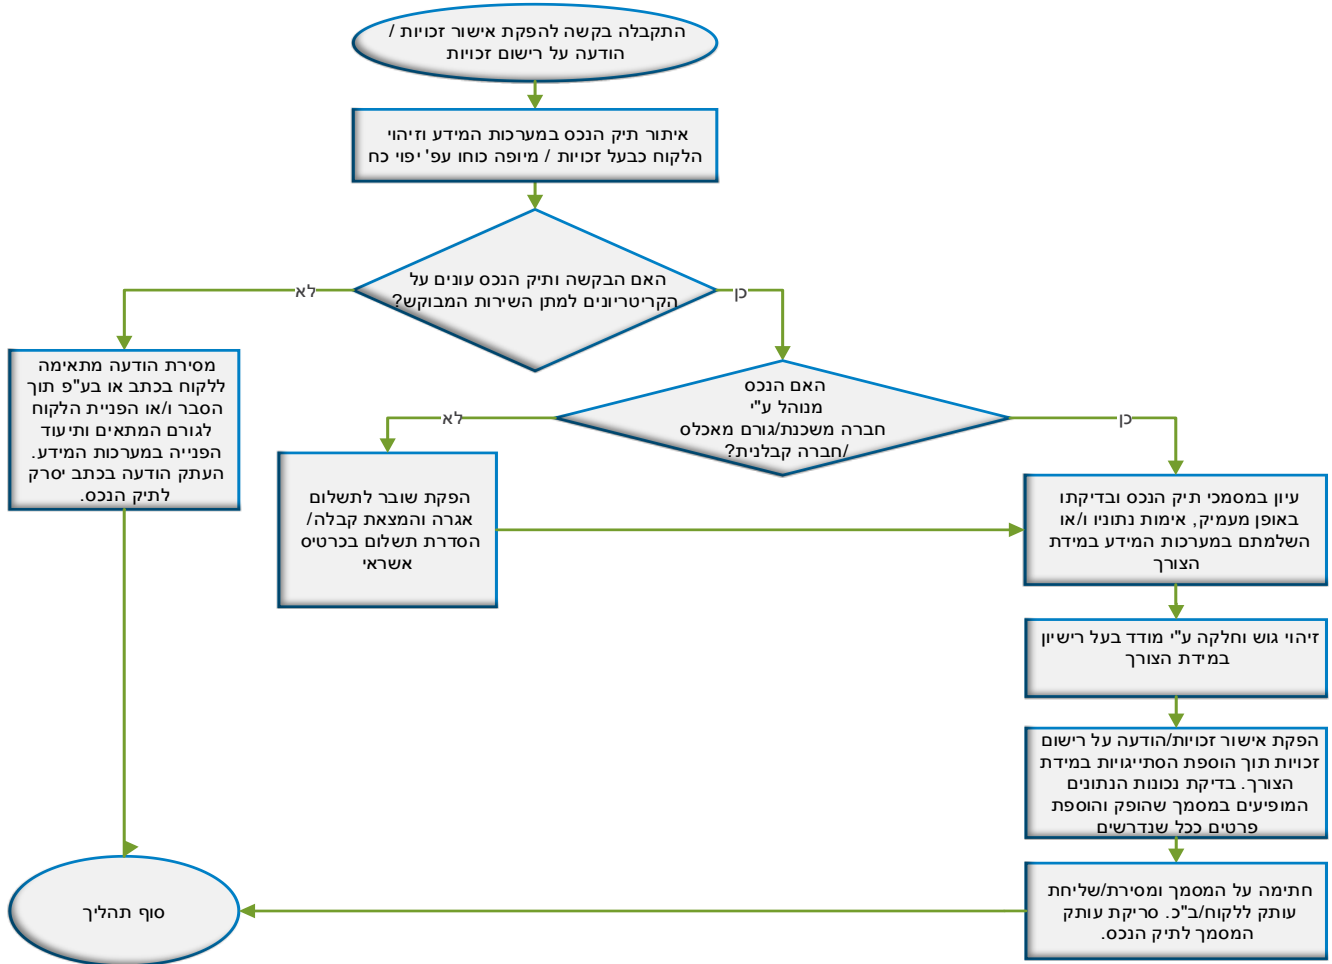 התקבלה בקשה להפקת אישור זכויות /
הודעה על רישום זכויות
איתור תיק הנכס במערכות המידע וזיהוי
הלקוח כבעל זכויות / מיופה כוחו עפ' יפוי כח
האם הבקשה ותיק הנכס עונים על
הקריטריונים למתן השירות המבוקש?
כן
לא
האם הנכס
מנוהל ע"י
חברה משכנת/גורם מאכלס
/חברה קבלנית?
כן
לא
מסירת הודעה מתאימה
ללקוח בכתב או בע"פ תוך
הסבר ו/או הפניית הלקוח
לגורם המתאים ותיעוד
הפנייה במערכות המידע.
העתק הודעה בכתב יסרק
לתיק הנכס.
הפקת שובר לתשלום
אגרה והמצאת קבלה/
הסדרת תשלום בכרטיס
אשראי
עיון במסמכי תיק הנכס ובדיקתו
באופן מעמיק, אימות נתוניו ו/או
השלמתם במערכות המידע במידת
הצורך
זיהוי גוש וחלקה ע"י מודד בעל רישיון
במידת הצורך
הפקת אישור זכויות/הודעה על רישום
זכויות תוך הוספת הסתייגויות במידת
הצורך. בדיקת נכונות הנתונים
המופיעים במסמך שהופק והוספת
פרטים ככל שנדרשים
חתימה על המסמך ומסירת/שליחת
עותק ללקוח/ב"כ. סריקת עותק
המסמך לתיק הנכס.
סוף תהליך